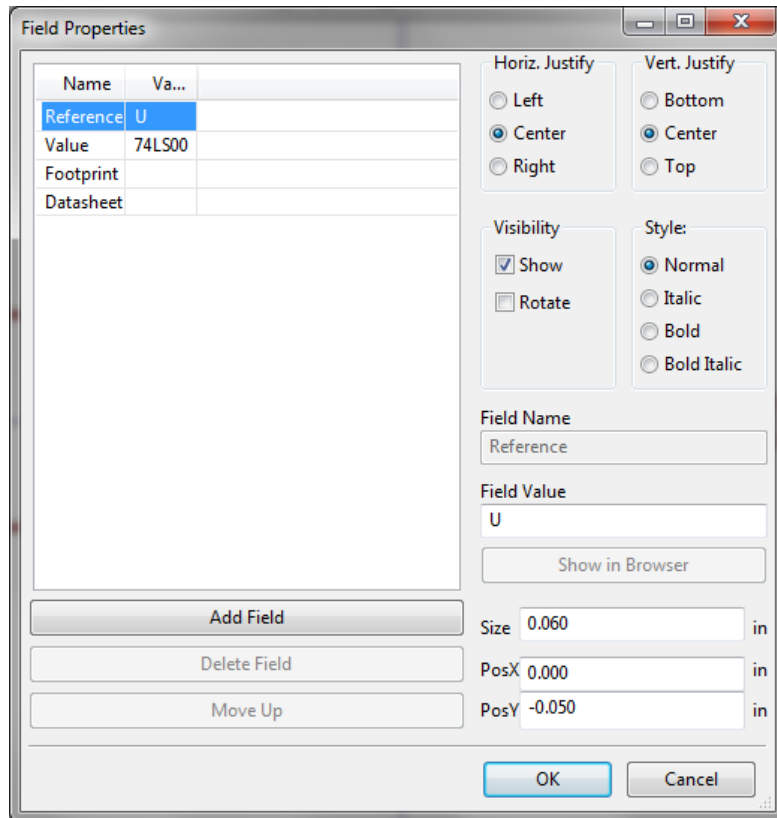 Field Properties
Name Va...
Reference U
Value 74LS00
Footprint
Datasheet
Add Field
Delete Field
Move Up
Horiz. Justify
Left
Center
Right
Vert. Justify
Bottom
Center
Top
Visibility
Show
Rotate
Style:
Normal
Italic
Bold
Bold Italic
Field Name
Reference
Field Value
U
Show in Browser
Size 0.060 in
PosX 0.000 in
PosY -0.050 in
OK Cancel